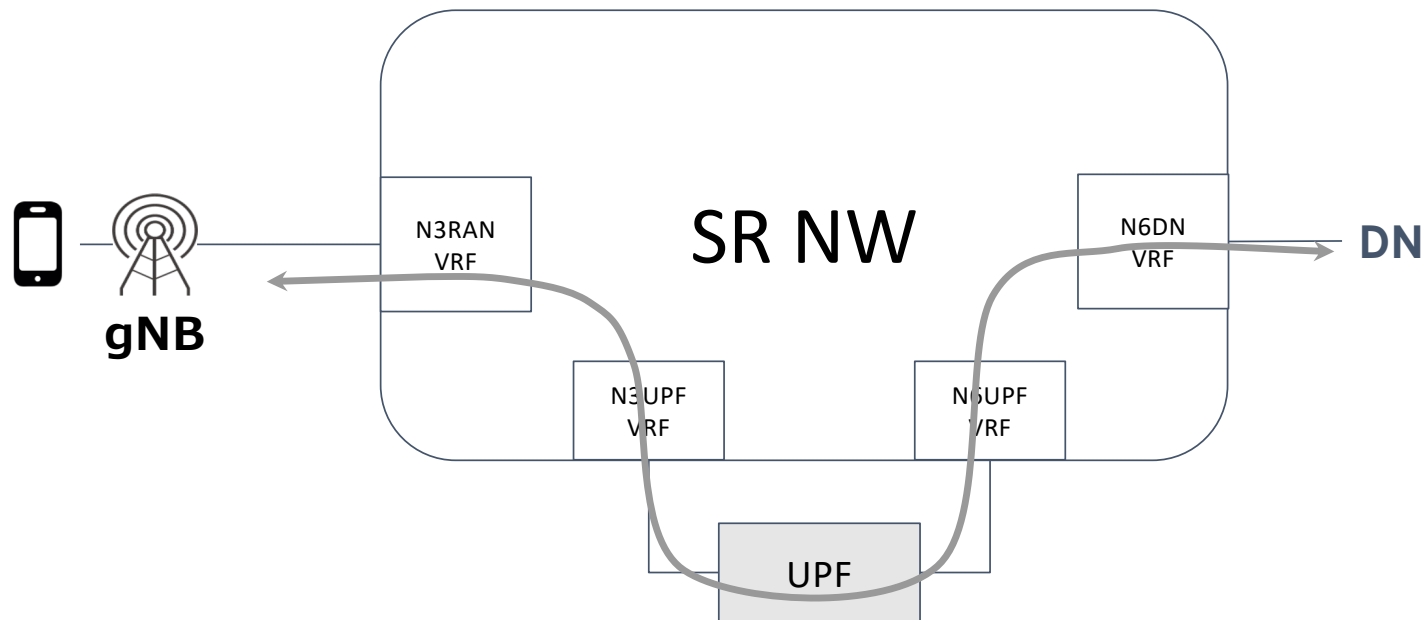 N3RAN
VRF
SR NW
N6DN
VRF
DN
gNB
N3UPF
VRF
N6UPF
VRF
UPF